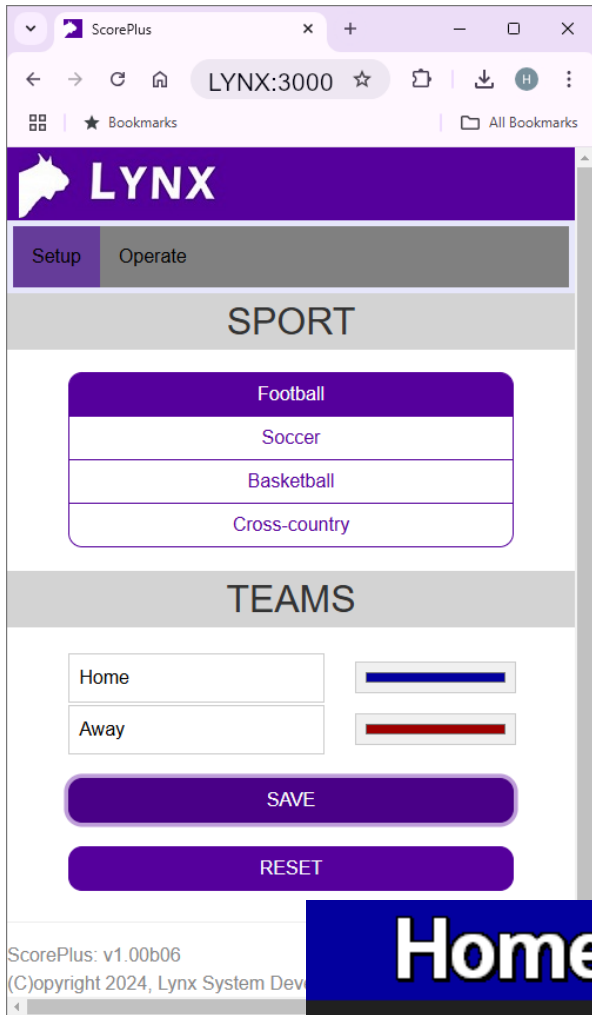 ScorePlus
LYNX:3000
H
Bookmarks
All Bookmarks
LYNX
Setup
Operate
SPORT
Football
Soccer
Basketball
Cross-country
TEAMS
Home
Away
SAVE
RESET
ScorePlus: v1.00b06
(C)opyright 2024, Lynx System Dev
Home